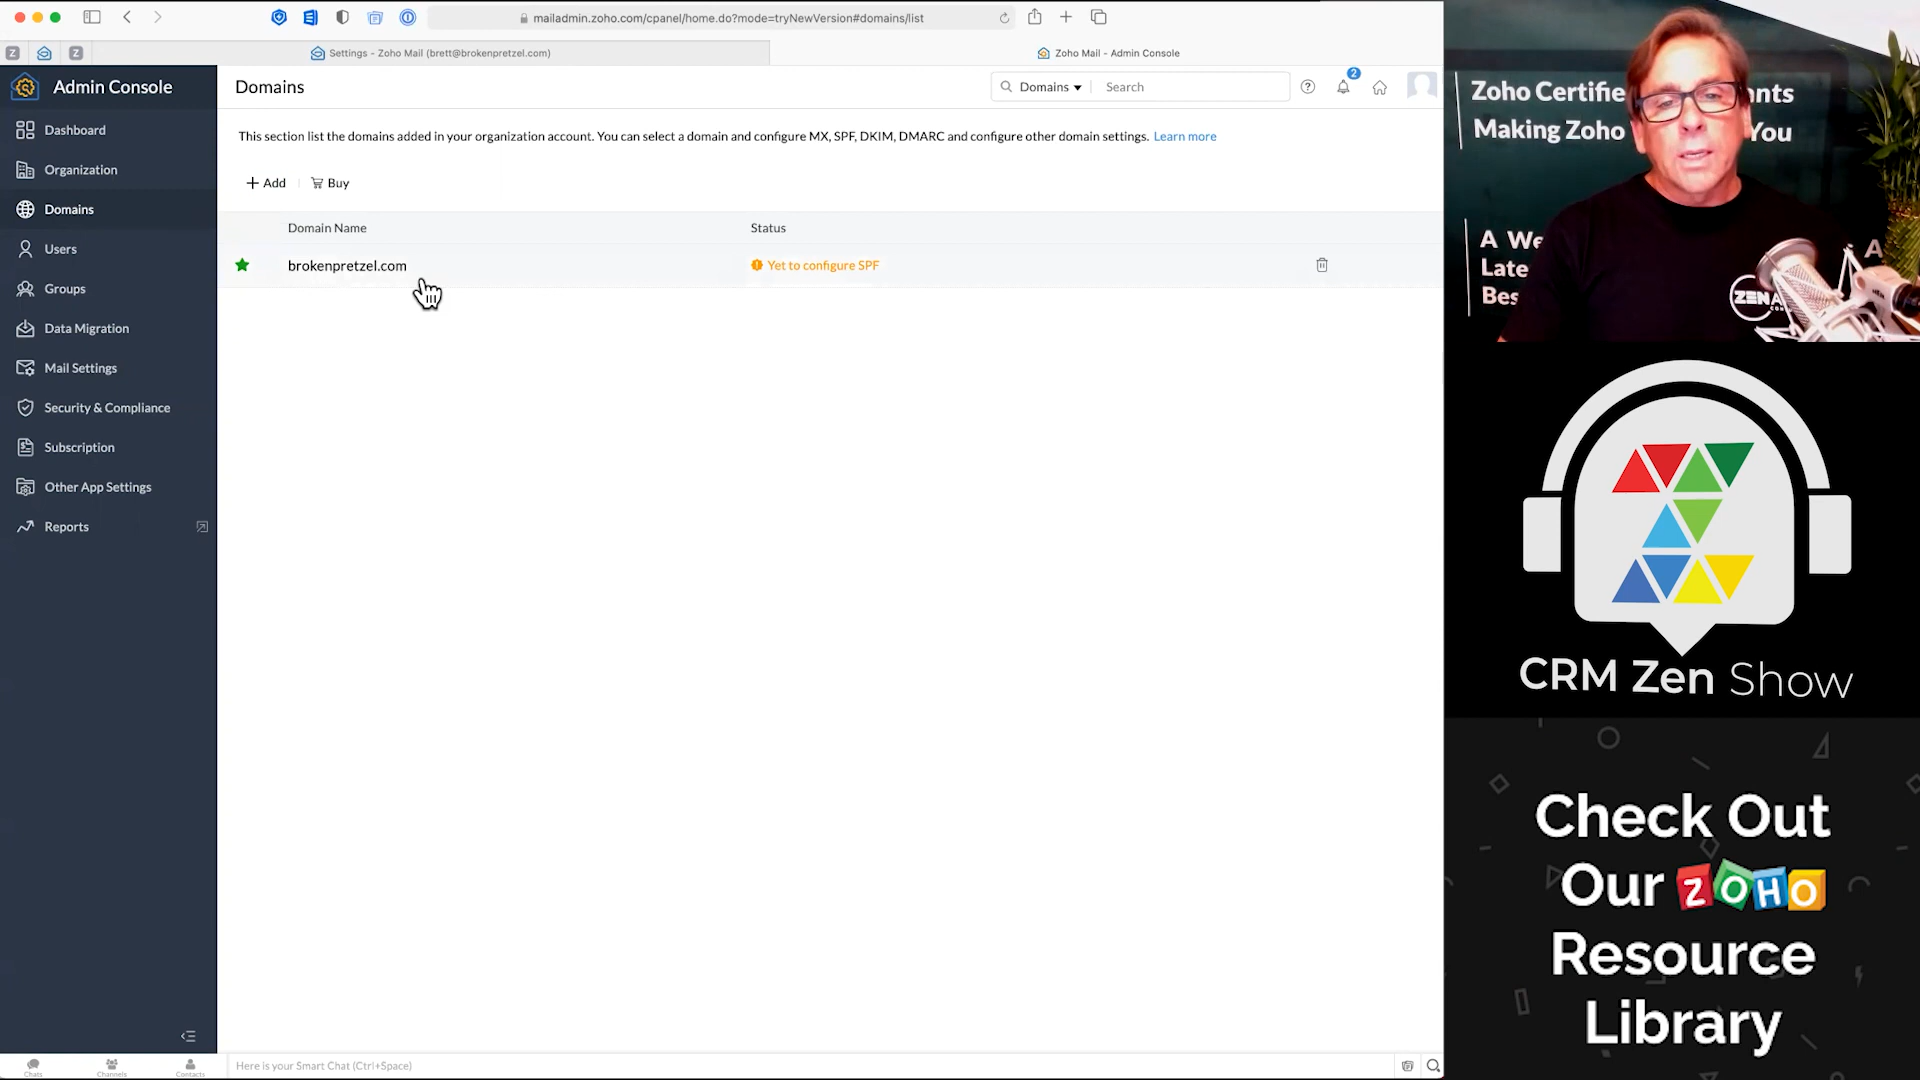 mailadmin.zoho.com/cpanel/home.do?mode=tryNewVersion#domains/list
Settings - Zoho Mail (brett@brokenpretzel.com)
Zoho Mail - Admin Console
Admin Console
Domains
Domains
Search
2
Dashboard
Organization
Domains
Users
Groups
Data Migration
Mail Settings
Security & Compliance
Subscription
Other App Settings
Reports
This section list the domains added in your organization account. You can select a domain and configure MX, SPF, DKIM, DMARC and configure other domain settings. Learn more
Add
Buy
Domain Name
Status
brokenpretzel.com
Yet to configure SPF
Chats
Channels
Contacts
Here is your Smart Chat (Ctrl+Space)
Zoho
Making Zoho You
A
Best
ZEN
CRM Zen Show
Check Out
Our ZOHO
Resource
Library